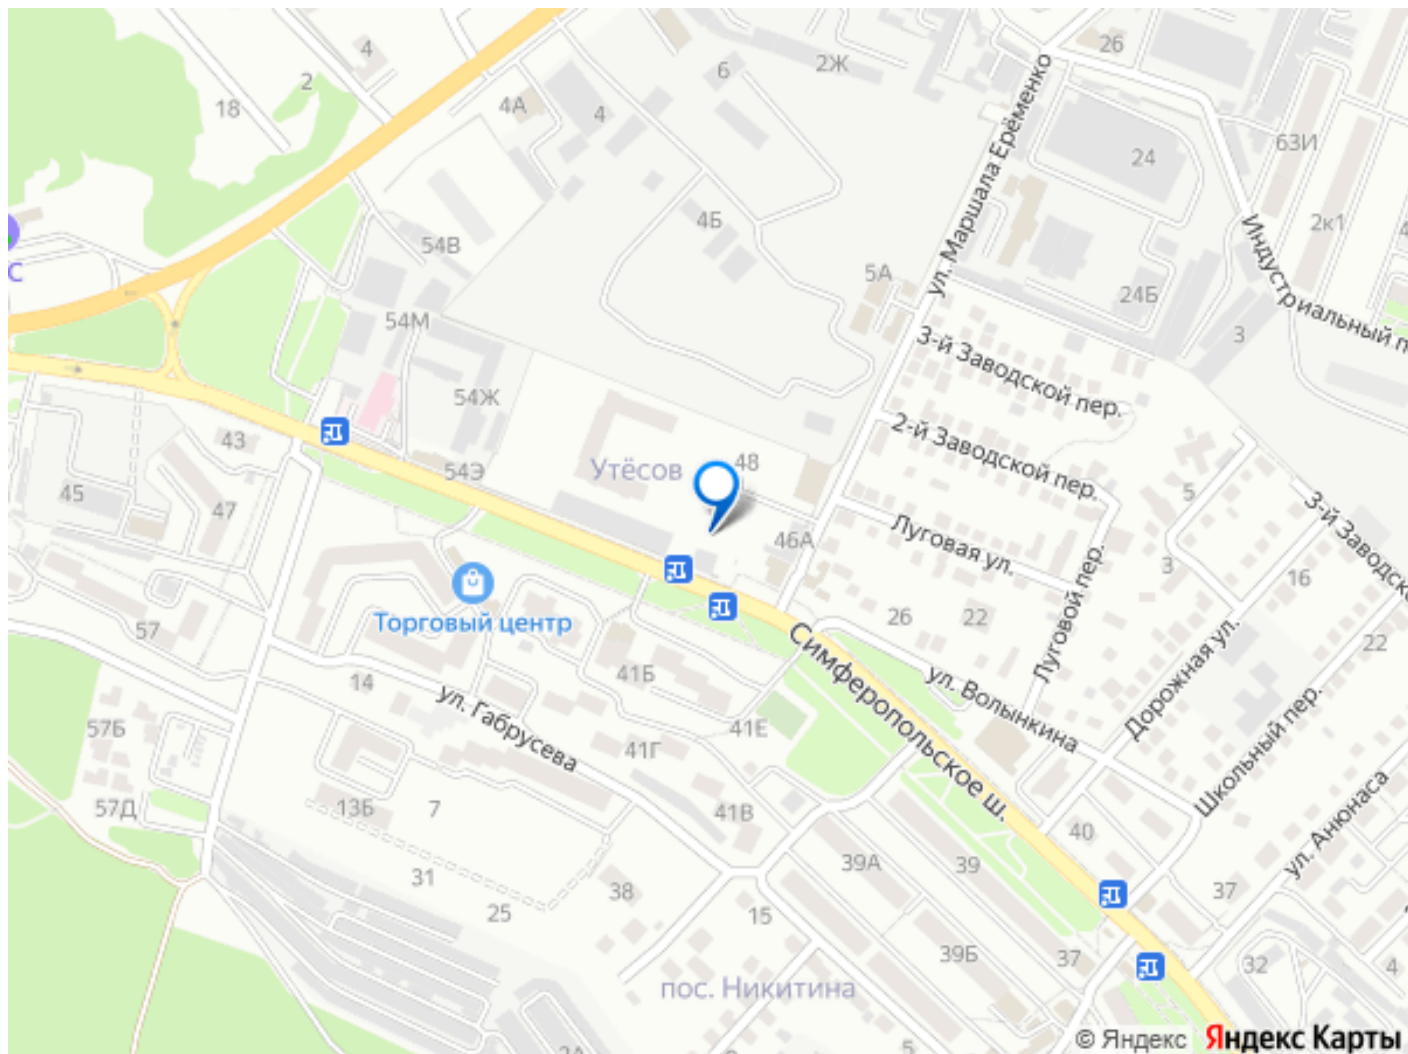 4
26
2
6
2Ж
18
4А
4
63И
24
ул. Маршала Ерёменко
2к1
4Б
54В
С
5А
24Б
Индустриальный п
54М
3
3-й Заводской пер.
54Ж
2-й Заводской пер.
43
54Э
Утёсов
48
45
47
5
3-й Заводско
46А
Луговая ул.
3
16
57
Торговый центр
26
22
Луговой пер.
Дорожная ул.
22
14
41Б
ул. Волынкина
57Б
ул. Габрусева
41Г
41Е
Симферопольское ш.
Школьный пер.
57Д
13Б
7
41В
40
ул. Анюнаса
31
39А
39
38
25
15
37
39Б
37
32
4
пос. Никитина
5
© Яндекс Яндекс Карты